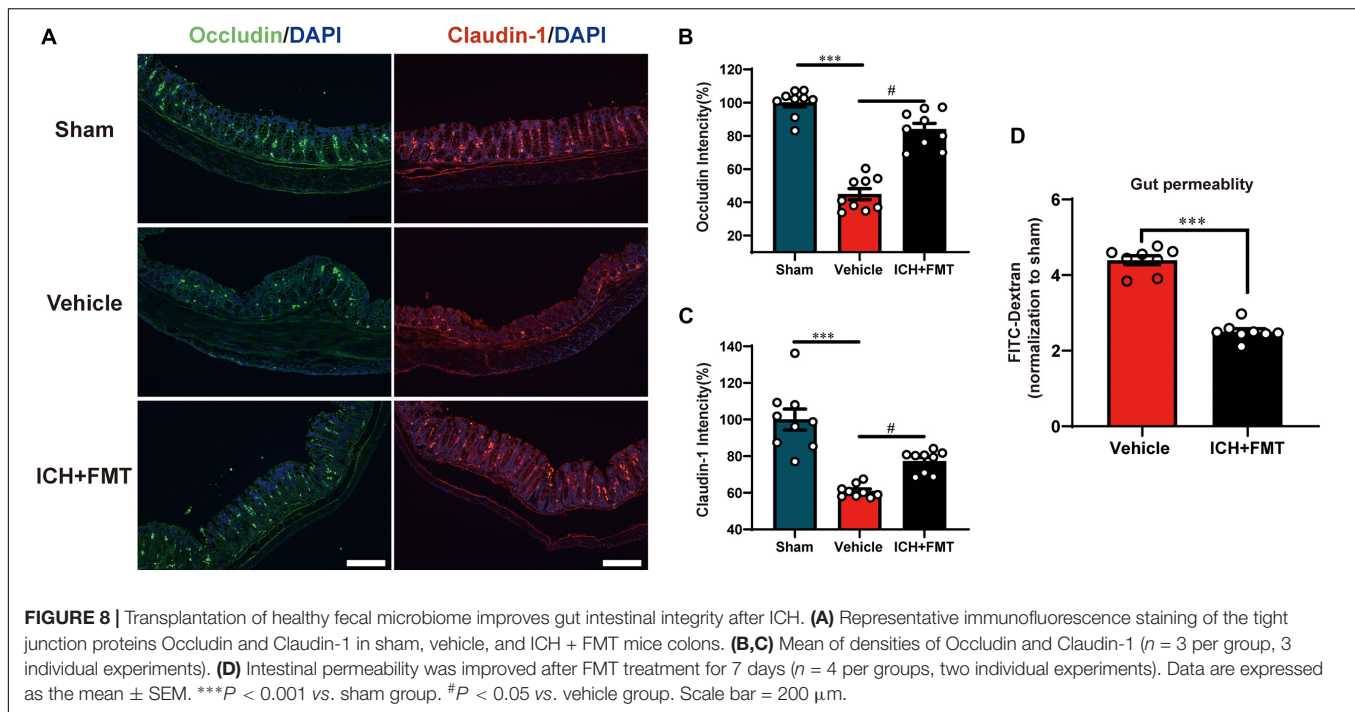 A
Occludin/DAPI
Claudin-1/DAPI
Sham
Vehicle
ICH+FMT
B
Occludin Intencity(%)
120
100
80
60
40
20
***
#
Sham
Vehicle
ICH+FMT
C
Claudin-1 Intencity(%)
140
120
100
80
60
40
***
#
Sham
Vehicle
ICH+FMT
D
Gut permeablity
FITC-Dextran
(normalization to sham)
6
4
2
0
***
Vehicle
ICH+FMT
FIGURE 8 | Transplantation of healthy fecal microbiome improves gut intestinal integrity after ICH. (A) Representative immunofluorescence staining of the tight
junction proteins Occludin and Claudin-1 in sham, vehicle, and ICH + FMT mice colons. (B,C) Mean of densities of Occludin and Claudin-1 (n = 3 per group, 3
individual experiments). (D) Intestinal permeability was improved after FMT treatment for 7 days (n = 4 per groups, two individual experiments). Data are expressed
as the mean ± SEM. ***P < 0.001 vs. sham group. #P < 0.05 vs. vehicle group. Scale bar = 200 μm.